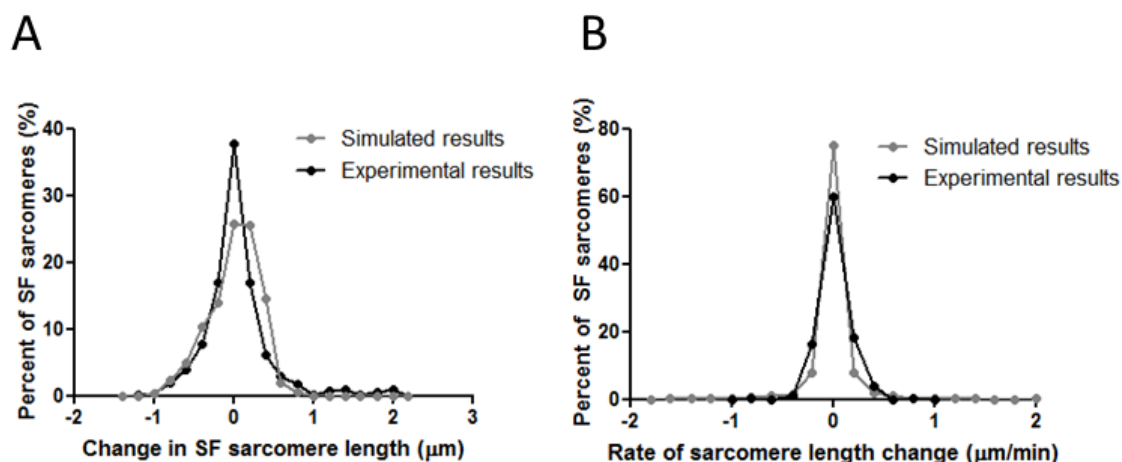 A
Percent of SF sarcomeres (%)
40
30
20
10
0
-2
-1
0
1
2
3
Change in SF sarcomere length (μm)
Simulated results
Experimental results
B
Percent of SF sarcomeres (%)
80
60
40
20
0
-2
-1
0
1
2
Rate of sarcomere length change (μm/min)
Simulated results
Experimental results